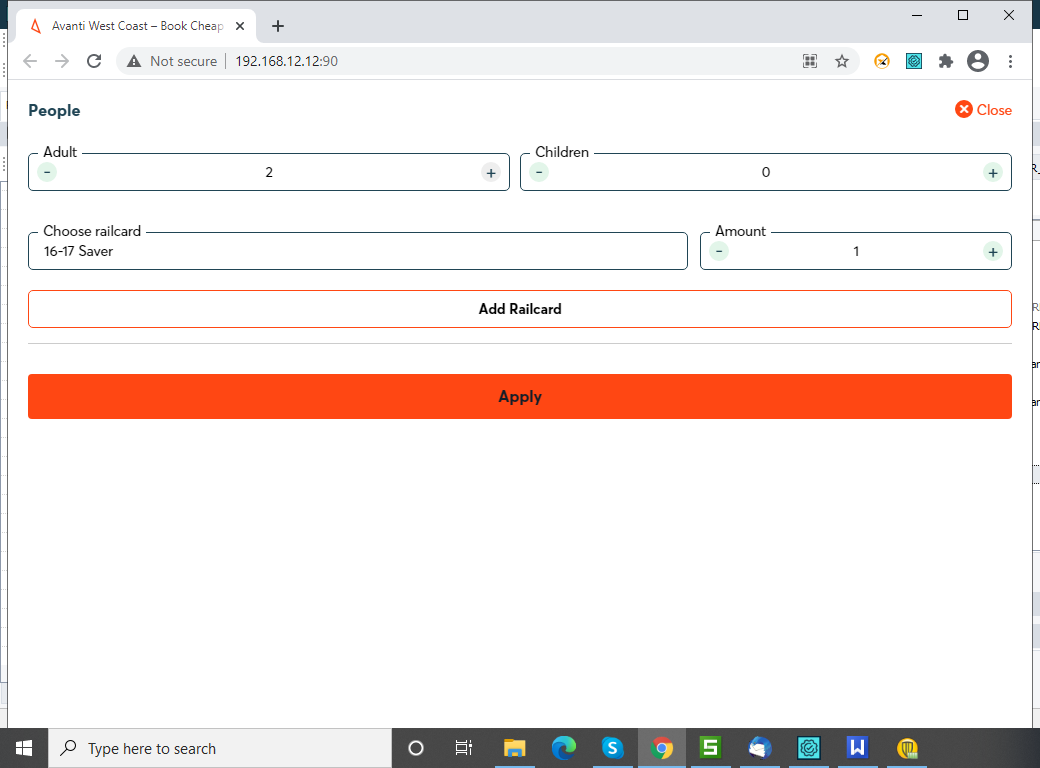 Avanti West Coast – Book Cheap
Not secure
192.168.12.12:90
People
Close
Adult
Children
- 2 +
- 0 +
Choose railcard
Amount
16-17 Saver
- 1 +
Add Railcard
Apply
Type here to search